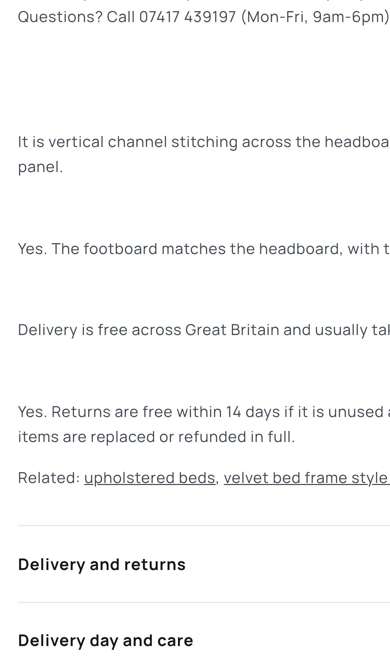 Questions? Call 07417 439197 (Mon-Fri, 9am-6pm)
It is vertical channel stitching across the
panel.
Yes. The footboard matches the headboard, with
Delivery is free across Great Britain and usually
Yes. Returns are free within 14 days if it is unused
items are replaced or refunded in full.
Related: upholstered beds, velvet bed frame style
Delivery and returns
Delivery day and care